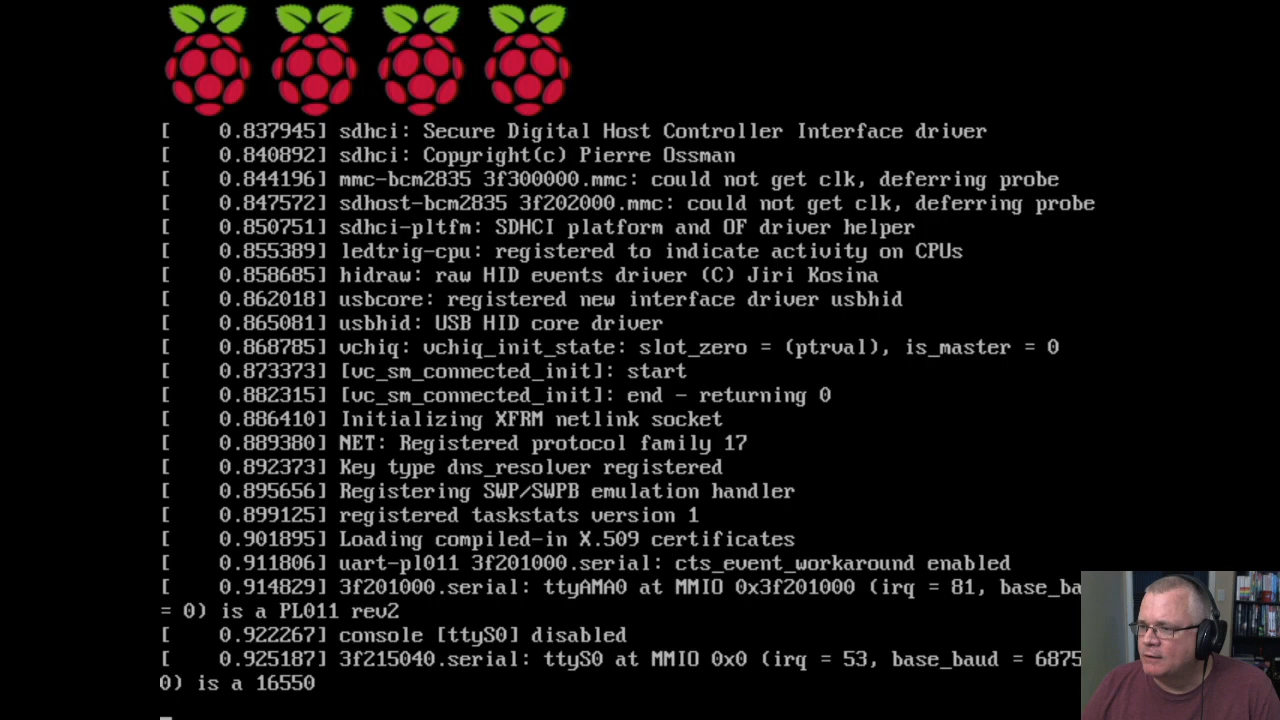 [    0.837945] sdhci: Secure Digital Host Controller Interface driver
[    0.840892] sdhci: Copyright(c) Pierre Ossman
[    0.844196] mmc-bcm2835 3f300000.mmc: could not get clk, deferring probe
[    0.847572] sdhost-bcm2835 3f202000.mmc: could not get clk, deferring probe
[    0.850751] sdhci-pltfm: SDHCI platform and OF driver helper
[    0.855389] ledtrig-cpu: registered to indicate activity on CPUs
[    0.858685] hidraw: raw HID events driver (C) Jiri Kosina
[    0.862018] usbcore: registered new interface driver usbhid
[    0.865081] usbhid: USB HID core driver
[    0.868785] vchiq: vchiq_init_state: slot_zero = (ptrval), is_master = 0
[    0.873373] [vc_sm_connected_init]: start
[    0.882315] [vc_sm_connected_init]: end - returning 0
[    0.886410] Initializing XFRM netlink socket
[    0.889380] NET: Registered protocol family 17
[    0.892373] Key type dns_resolver registered
[    0.895656] Registering SWP/SWPB emulation handler
[    0.899125] registered taskstats version 1
[    0.901895] Loading compiled-in X.509 certificates
[    0.911806] uart-pl011 3f201000.serial: cts_event_workaround enabled
[    0.914829] 3f201000.serial: ttyAMA0 at MMIO 0x3f201000 (irq = 81, base_ba
= 0) is a PL011 rev2
[    0.922267] console [ttyS0] disabled
[    0.925187] 3f215040.serial: ttyS0 at MMIO 0x0 (irq = 53, base_baud = 6875
0) is a 16550